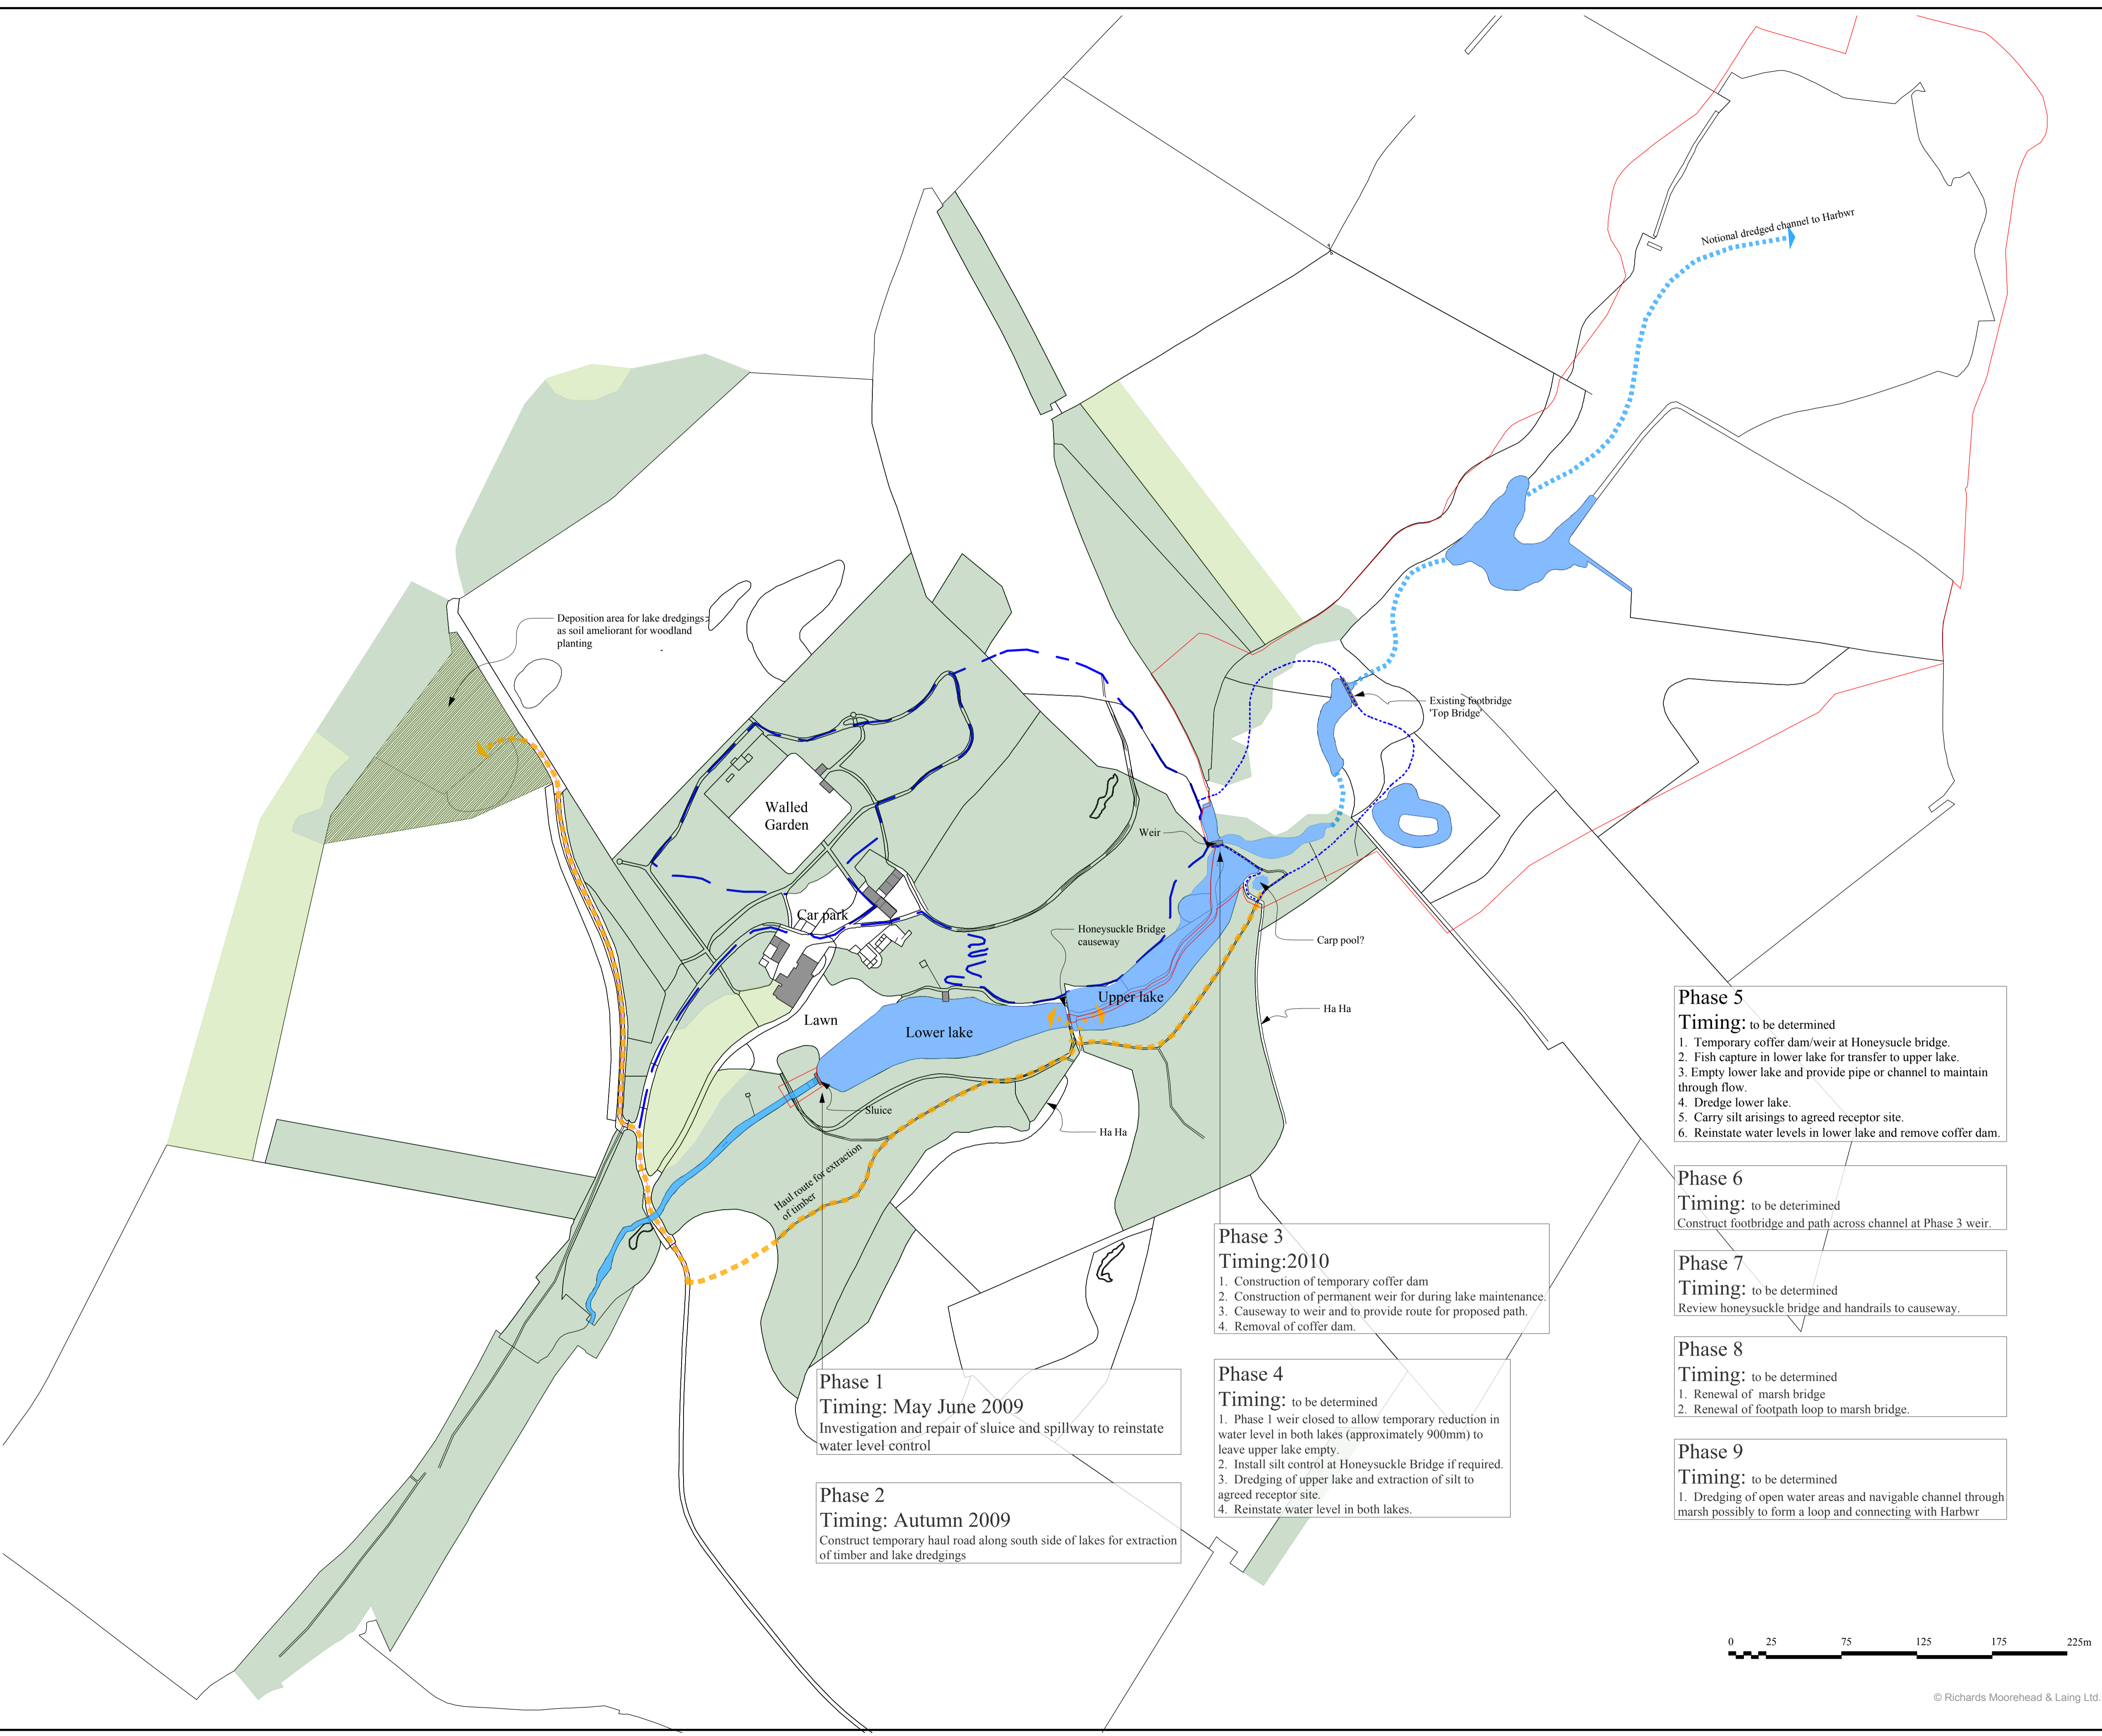 Notional dredged channel to Harbwr
Deposition area for lake dredgings
as soil ameliorant for woodland
planting
Existing footbridge
'Top Bridge'
Walled
Garden
Weir
Car park
Honeysuckle Bridge
causeway
Carp pool?
Upper lake
Ha Ha
Lawn
Lower lake
Sluice
Ha Ha
Haul route for extraction
of timber
Phase 1
Timing: May June 2009
Investigation and repair of sluice and spillway to reinstate
water level control
Phase 2
Timing: Autumn 2009
Construct temporary haul road along south side of lakes for extraction
of timber and lake dredgings
Phase 3
Timing:2010
1. Construction of temporary coffer dam
2. Construction of permanent weir for during lake maintenance.
3. Causeway to weir and to provide route for proposed path.
4. Removal of coffer dam.
Phase 4
Timing: to be determined
1. Phase 1 weir closed to allow temporary reduction in
water level in both lakes (approximately 900mm) to
leave upper lake empty.
2. Install silt control at Honeysuckle Bridge if required.
3. Dredging of upper lake and extraction of silt to
agreed receptor site.
4. Reinstate water level in both lakes.
Phase 5
Timing: to be determined
1. Temporary coffer dam/weir at Honeysucle bridge.
2. Fish capture in lower lake for transfer to upper lake.
3. Empty lower lake and provide pipe or channel to maintain
through flow.
4. Dredge lower lake.
5. Carry silt arisings to agreed receptor site.
6. Reinstate water levels in lower lake and remove coffer dam.
Phase 6
Timing: to be deterimined
Construct footbridge and path across channel at Phase 3 weir.
Phase 7
Timing: to be determined
Review honeysuckle bridge and handrails to causeway.
Phase 8
Timing: to be determined
1. Renewal of marsh bridge
2. Renewal of footpath loop to marsh bridge.
Phase 9
Timing: to be determined
1. Dredging of open water areas and navigable channel through
marsh possibly to form a loop and connecting with Harbwr
0 25 75 125 175 225m
© Richards Moorehead & Laing Ltd.